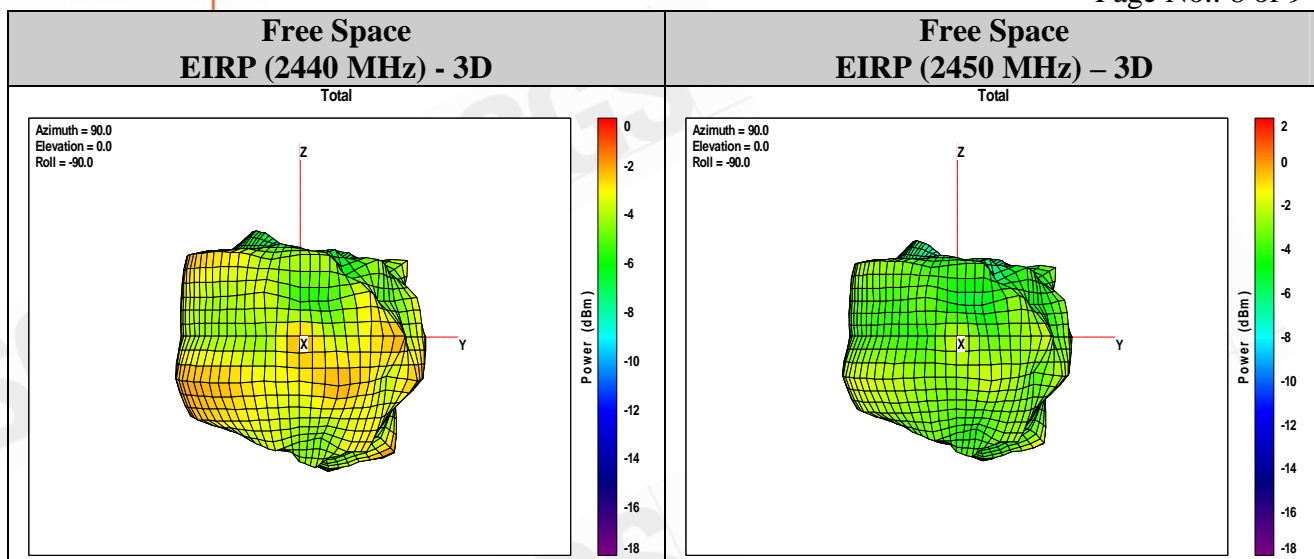 Page No.: 8 of 9
Free Space
EIRP (2440 MHz) - 3D
Free Space
EIRP (2450 MHz) – 3D
Total
Azimuth = 90.0
Elevation = 0.0
Roll = -90.0
Z
X
Y
0
-2
-4
-6
-8
-10
-12
-14
-16
-18
Power (dBm)
Total
Azimuth = 90.0
Elevation = 0.0
Roll = -90.0
Z
X
Y
2
0
-2
-4
-6
-8
-10
-12
-14
-16
-18
Power (dBm)